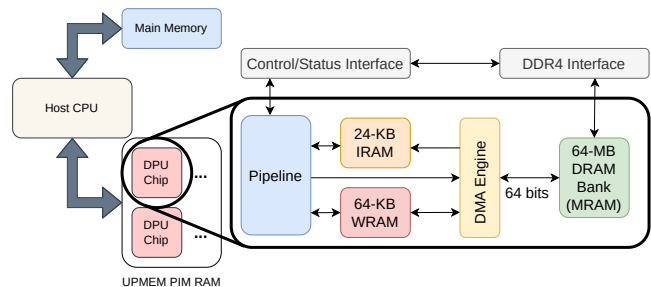 Main Memory
Host CPU
DPU
Chip
...
DPU
Chip
...
UPMEM PIM RAM
Control/Status Interface
DDR4 Interface
Pipeline
24-KB
IRAM
64-KB
WRAM
DMA Engine
64 bits
64-MB
DRAM
Bank
(MRAM)